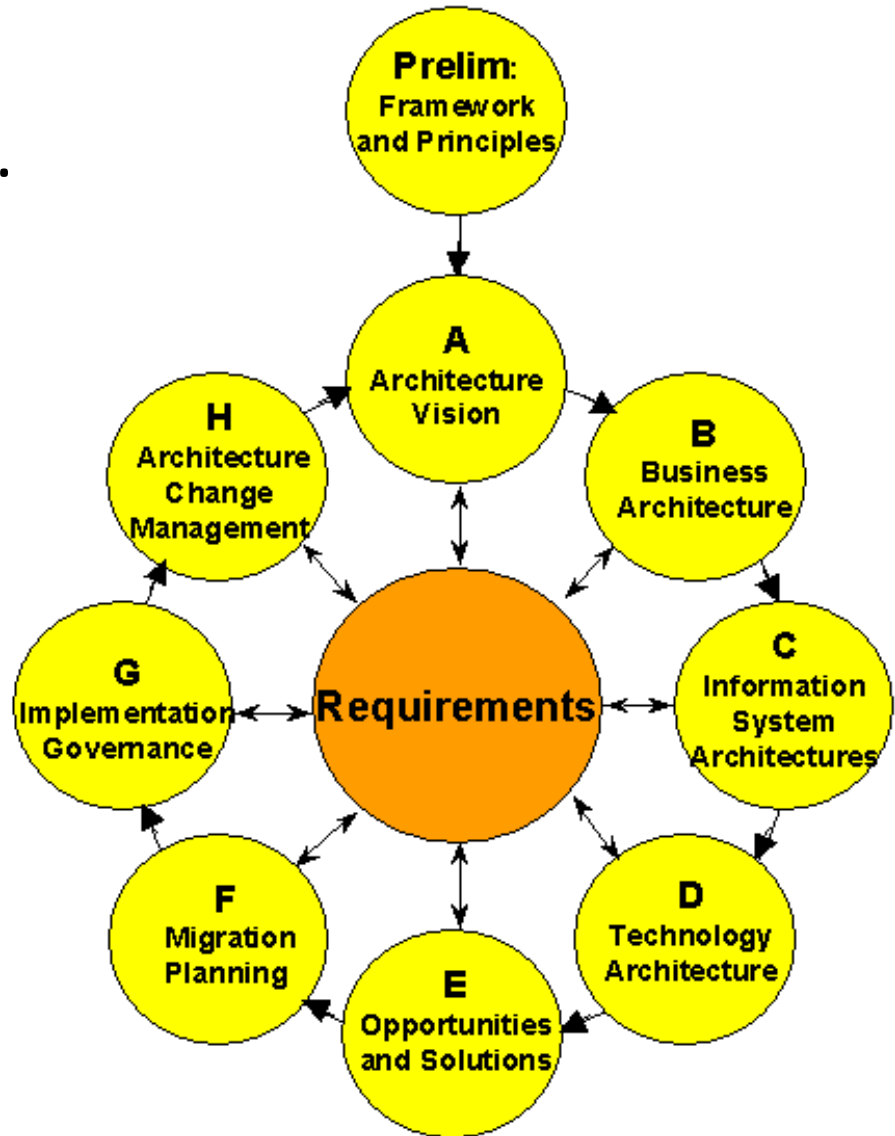 Prelim:
Framework
and Principles
.
A
Architecture
Vision
B
Business
Architecture
C
Information
System
Architectures
D
Technology
Architecture
E
Opportunities
and Solutions
F
Migration
Planning
G
Implementation
Governance
H
Architecture
Change
Management
Requirements